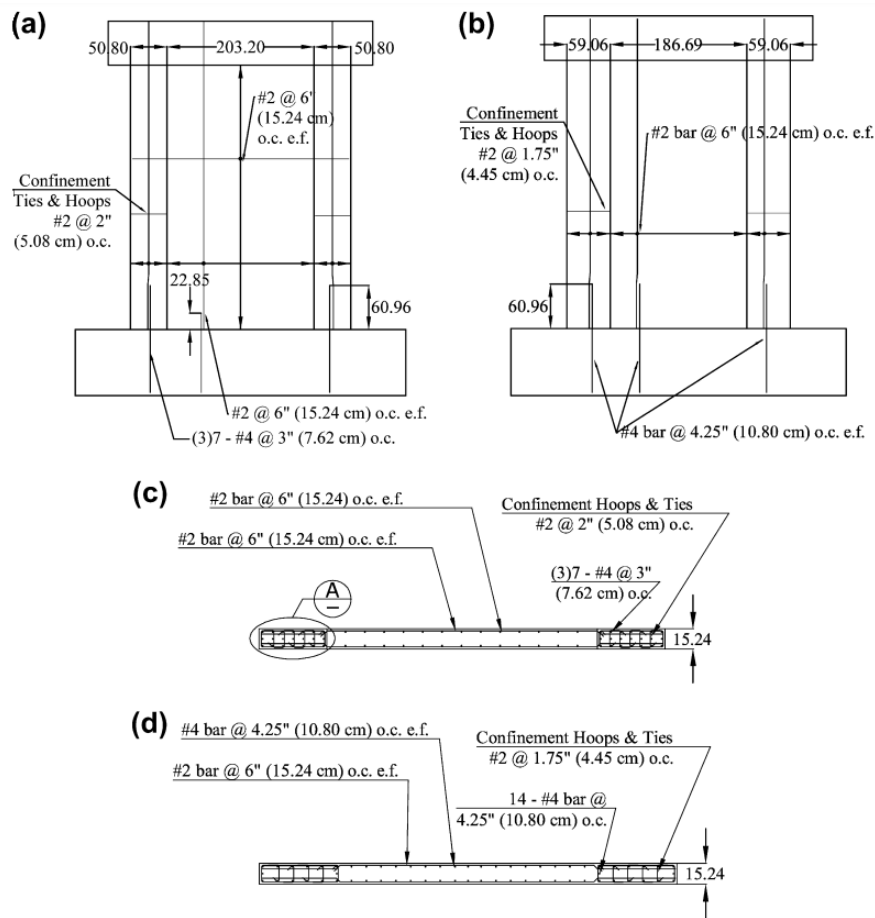 (a)
50.80
203.20
50.80
#2 @ 6'
(15.24 cm)
o.c. e.f.
Confinement
Ties & Hoops
#2 @ 2"
(5.08 cm) o.c.
22.85
60.96
#2 @ 6" (15.24 cm) o.c. e.f.
(3)7 - #4 @ 3" (7.62 cm) o.c.
(b)
59.06
186.69
59.06
Confinement
Ties & Hoops
#2 @ 1.75"
(4.45 cm) o.c.
#2 bar @ 6" (15.24 cm) o.c. e.f.
60.96
#4 bar @ 4.25" (10.80 cm) o.c. e.f.
(c)
#2 bar @ 6" (15.24) o.c. e.f.
#2 bar @ 6" (15.24 cm) o.c. e.f.
Confinement Hoops & Ties
#2 @ 2" (5.08 cm) o.c.
(3)7 - #4 @ 3"
(7.62 cm) o.c.
A
15.24
(d)
#4 bar @ 4.25" (10.80 cm) o.c. e.f.
#2 bar @ 6" (15.24 cm) o.c. e.f.
Confinement Hoops & Ties
#2 @ 1.75" (4.45 cm) o.c.
14 - #4 bar @
4.25" (10.80 cm) o.c.
15.24